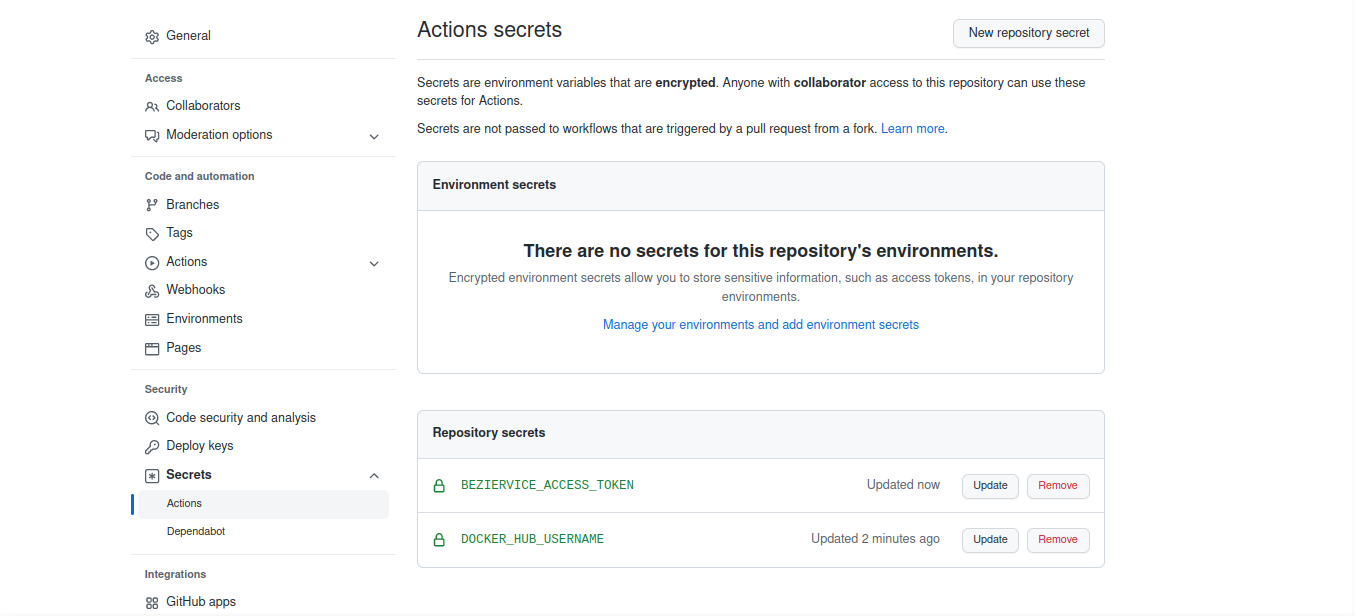 General
Access
Collaborators
Moderation options
Code and automation
Branches
Tags
Actions
Webhooks
Environments
Pages
Security
Code security and analysis
Deploy keys
Secrets
Actions
Dependabot
Integrations
GitHub apps
Actions secrets
New repository secret
Secrets are environment variables that are encrypted. Anyone with collaborator access to this repository can use these
secrets for Actions.
Secrets are not passed to workflows that are triggered by a pull request from a fork. Learn more.
Environment secrets
There are no secrets for this repository's environments.
Encrypted environment secrets allow you to store sensitive information, such as access tokens, in your repository
environments.
Manage your environments and add environment secrets
Repository secrets
BEZIERVICE_ACCESS_TOKEN Updated now Update Remove
DOCKER_HUB_USERNAME Updated 2 minutes ago Update Remove